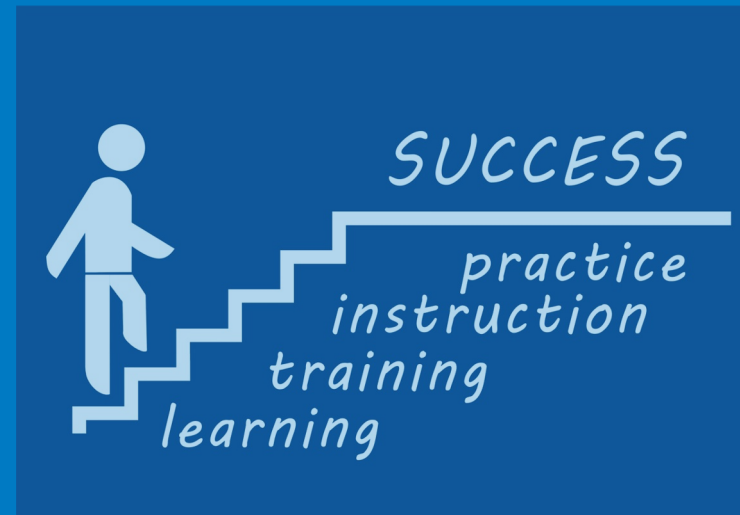 SUCCESS
practice
instruction
training
learning